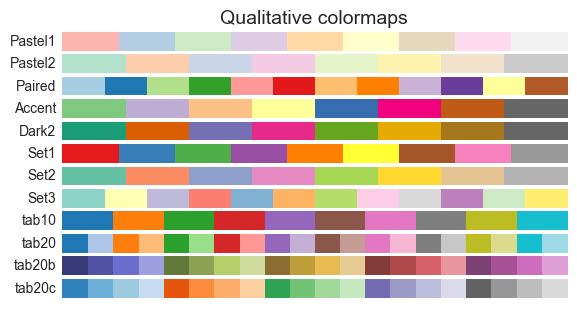 Qualitative colormaps
Pastel1
Pastel2
Paired
Accent
Dark2
Set1
Set2
Set3
tab10
tab20
tab20b
tab20c